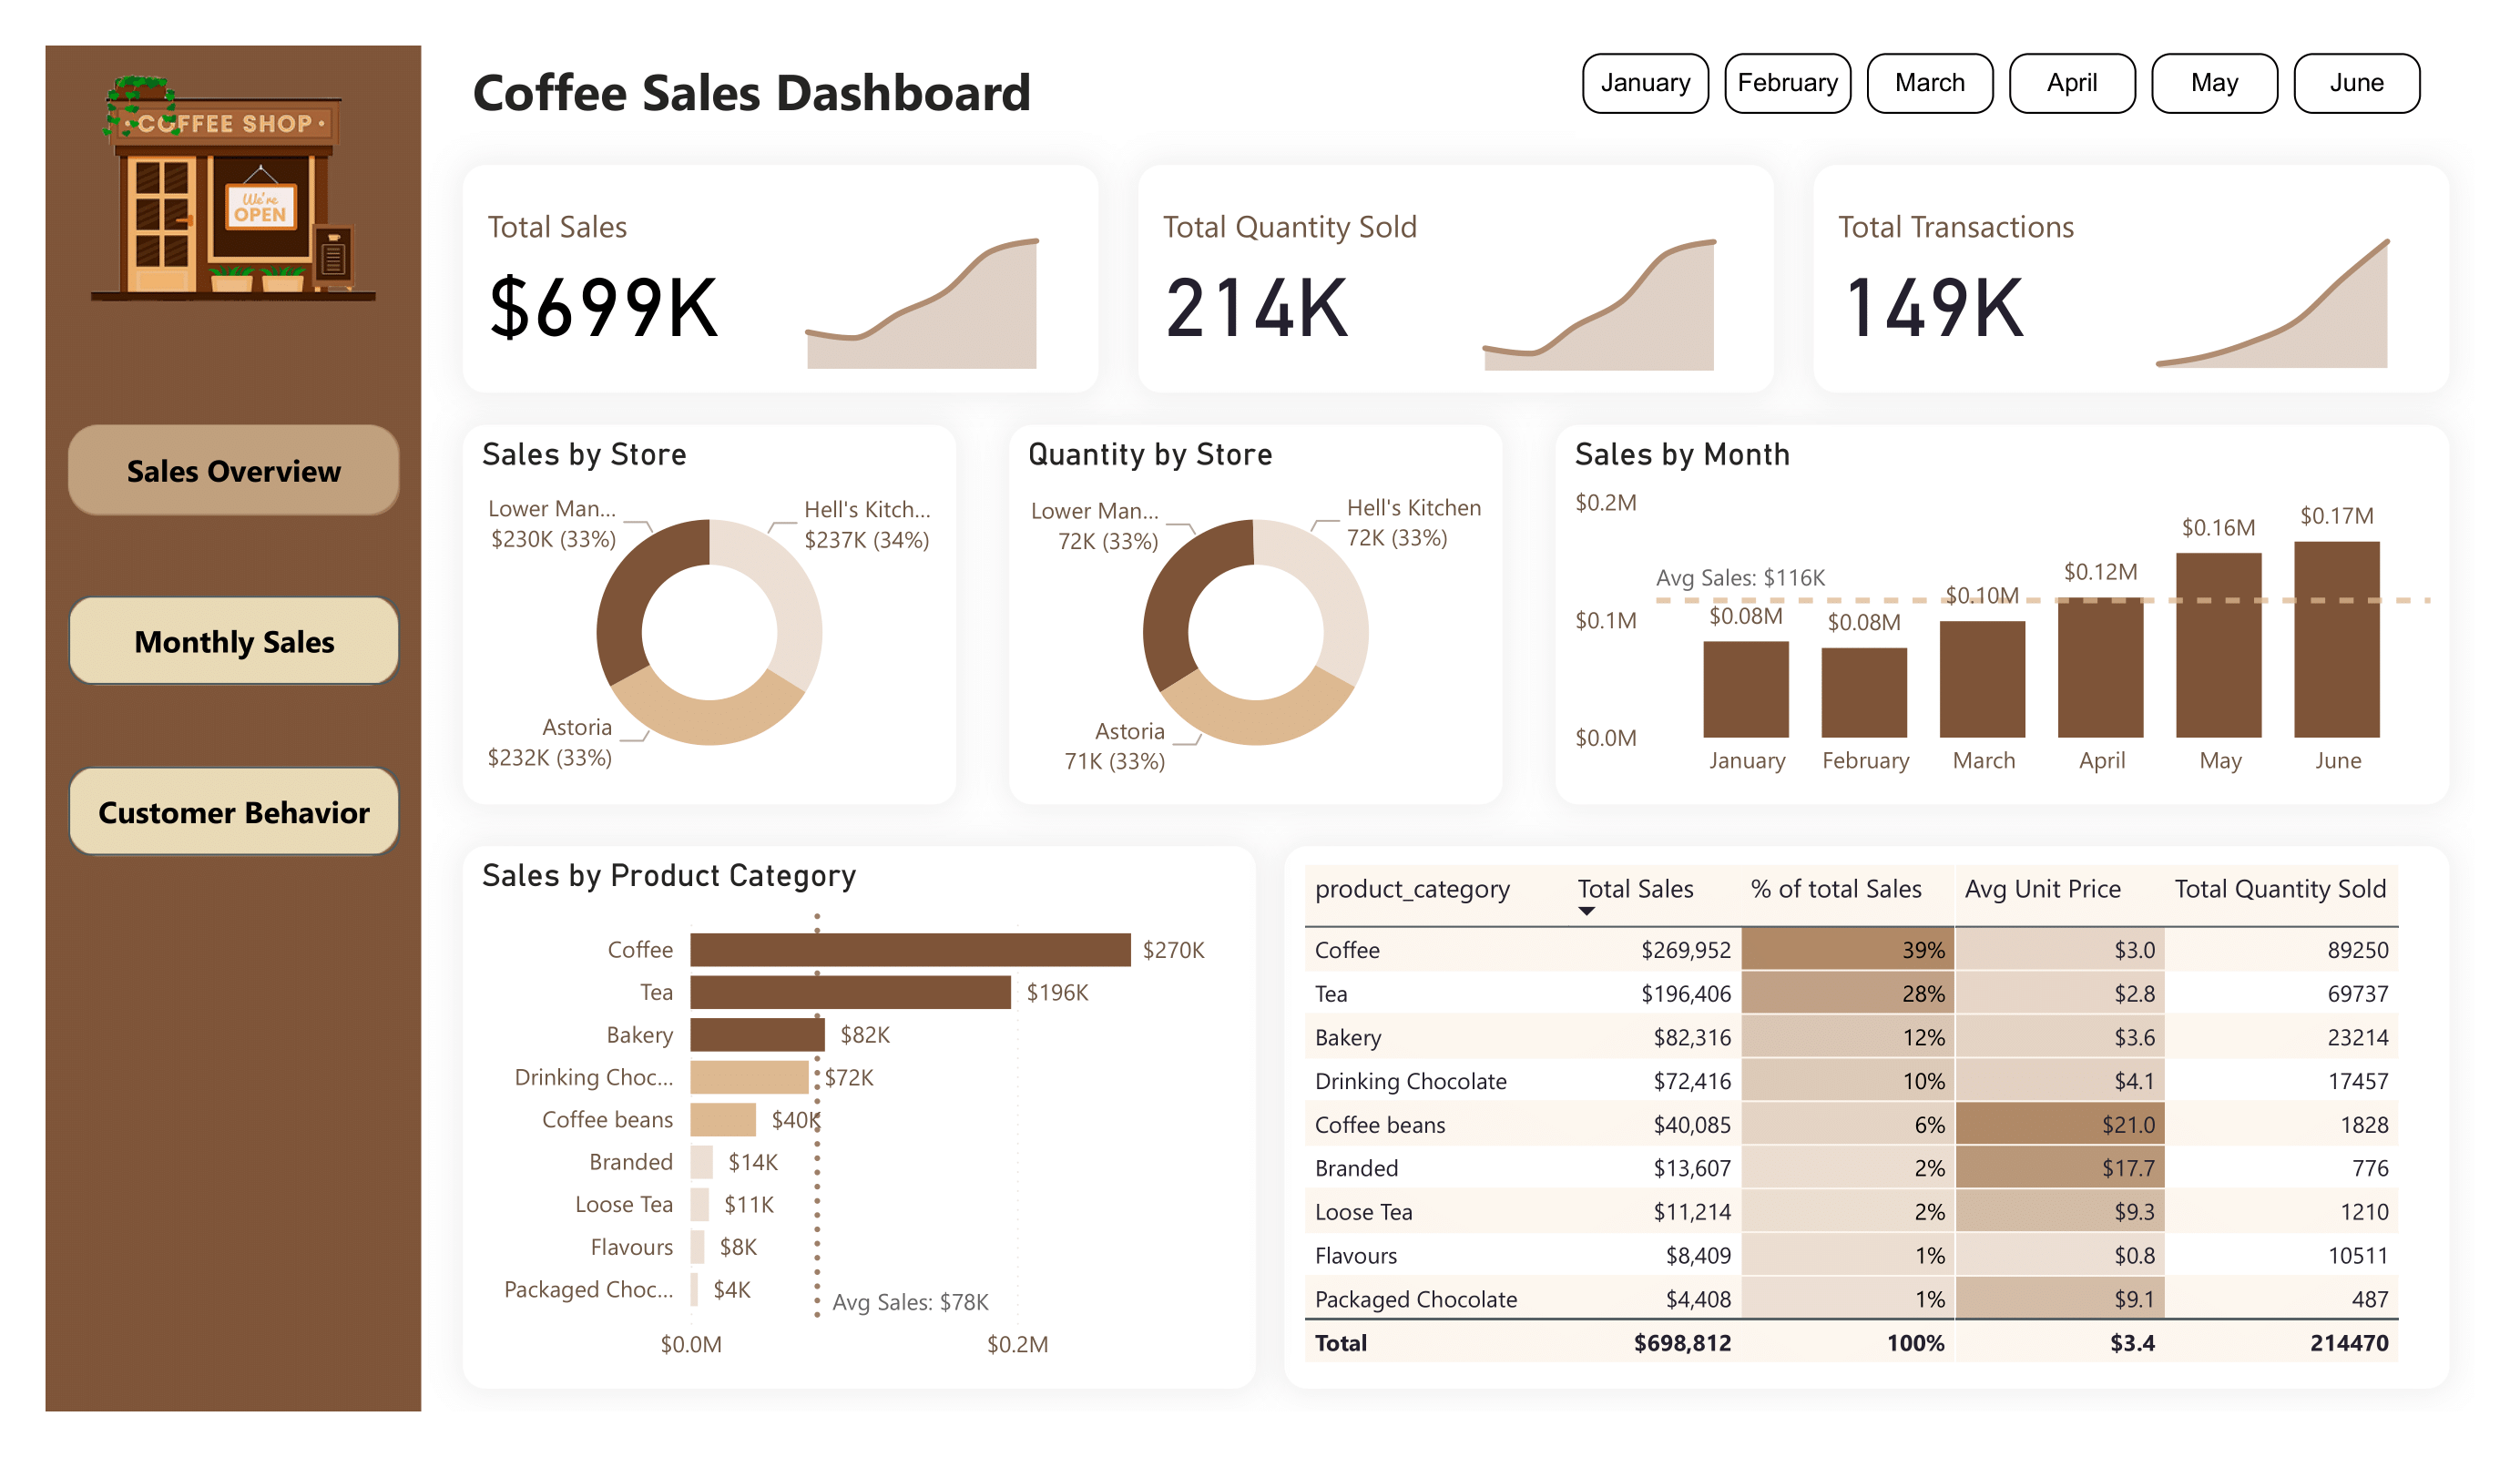 · COFFEE SHOP ·
We're
OPEN
Sales Overview
Monthly Sales
Customer Behavior
Coffee Sales Dashboard
January February March April May June
Total Sales
$699K
Total Quantity Sold
214K
Total Transactions
149K
Sales by Store
Lower Man...
$230K (33%)
Hell's Kitch...
$237K (34%)
Astoria
$232K (33%)
Quantity by Store
Lower Man...
72K (33%)
Hell's Kitchen
72K (33%)
Astoria
71K (33%)
Sales by Month
$0.2M
$0.1M
$0.0M
Avg Sales: $116K
$0.08M
$0.08M
$0.10M
$0.12M
$0.16M
$0.17M
January February March April May June
Sales by Product Category
Coffee $270K
Tea $196K
Bakery $82K
Drinking Choc... $72K
Coffee beans $40K
Branded $14K
Loose Tea $11K
Flavours $8K
Packaged Choc... $4K
Avg Sales: $78K
$0.0M $0.2M
product_category Total Sales % of total Sales Avg Unit Price Total Quantity Sold
Coffee $269,952 39% $3.0 89250
Tea $196,406 28% $2.8 69737
Bakery $82,316 12% $3.6 23214
Drinking Chocolate $72,416 10% $4.1 17457
Coffee beans $40,085 6% $21.0 1828
Branded $13,607 2% $17.7 776
Loose Tea $11,214 2% $9.3 1210
Flavours $8,409 1% $0.8 10511
Packaged Chocolate $4,408 1% $9.1 487
Total $698,812 100% $3.4 214470